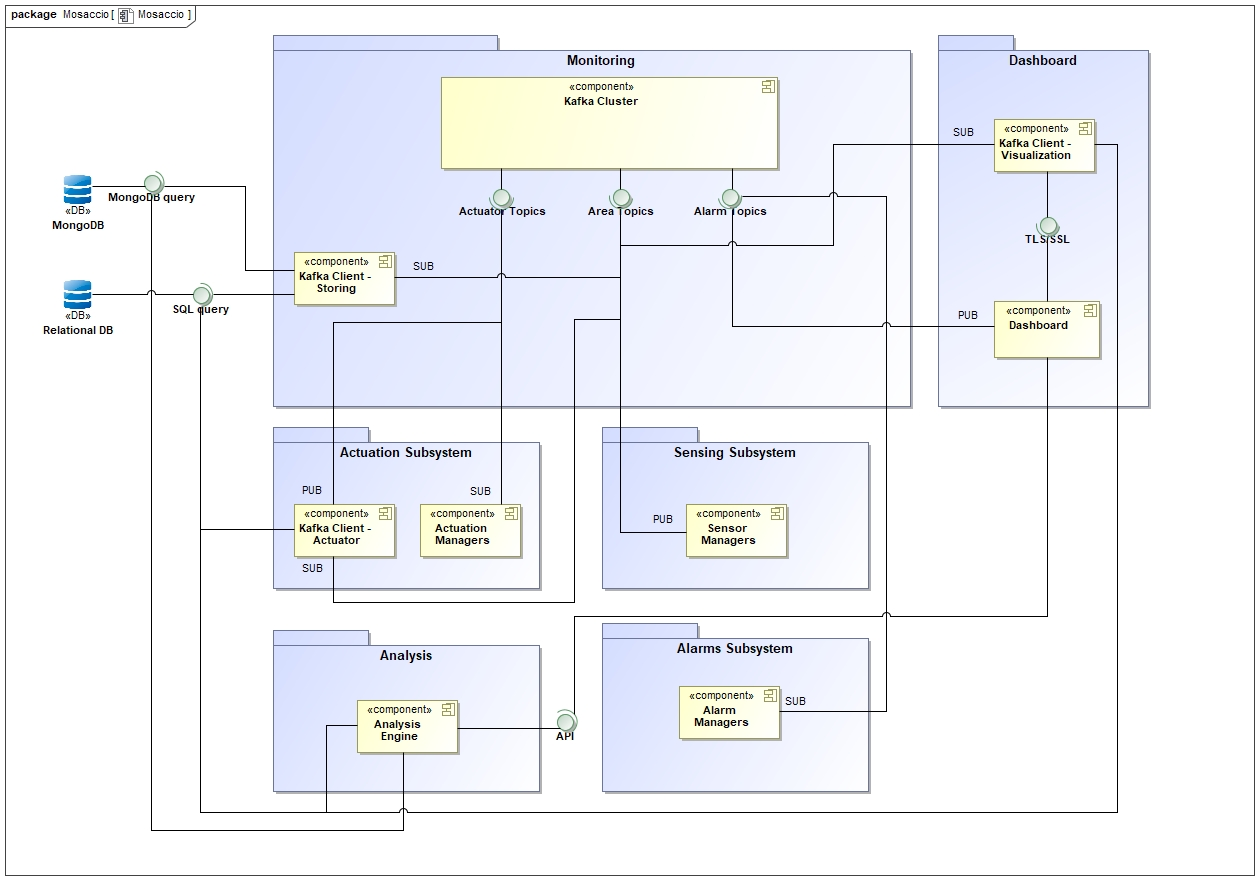 package Mosaccio [ Mosaccio ]
Monitoring
«component»
Kafka Cluster
Actuator Topics
Area Topics
Alarm Topics
Dashboard
SUB
«component»
Kafka Client -
Visualization
TLS/SSL
PUB
«component»
Dashboard
MongoDB query
«DB»
MongoDB
SQL query
«DB»
Relational DB
«component»
Kafka Client -
Storing
SUB
Actuation Subsystem
PUB
«component»
Kafka Client -
Actuator
SUB
SUB
«component»
Actuation
Managers
Sensing Subsystem
PUB
«component»
Sensor
Managers
Analysis
«component»
Analysis
Engine
API
Alarms Subsystem
«component»
Alarm
Managers
SUB